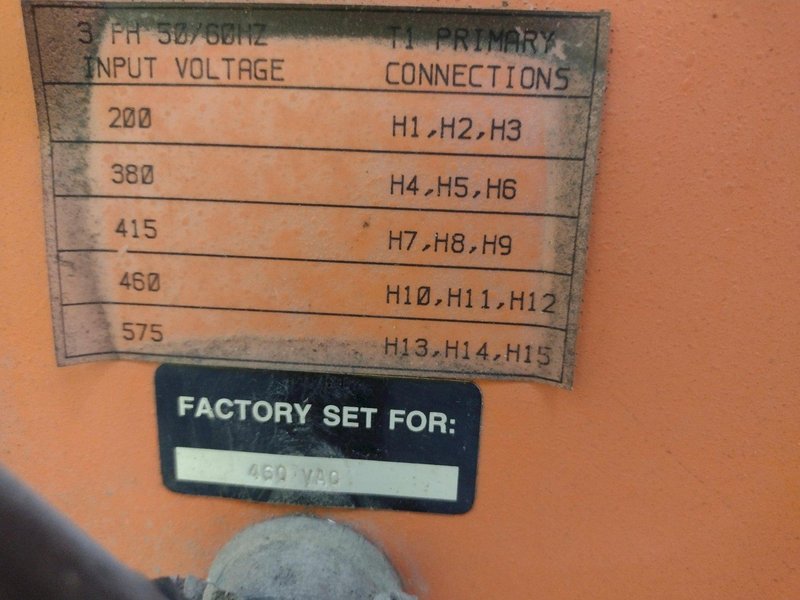 3 PH 50/60HZ T1 PRIMARY
INPUT VOLTAGE CONNECTIONS
200 H1,H2,H3
380 H4,H5,H6
415 H7,H8,H9
460 H10,H11,H12
575 H13,H14,H15
FACTORY SET FOR:
460 VAC